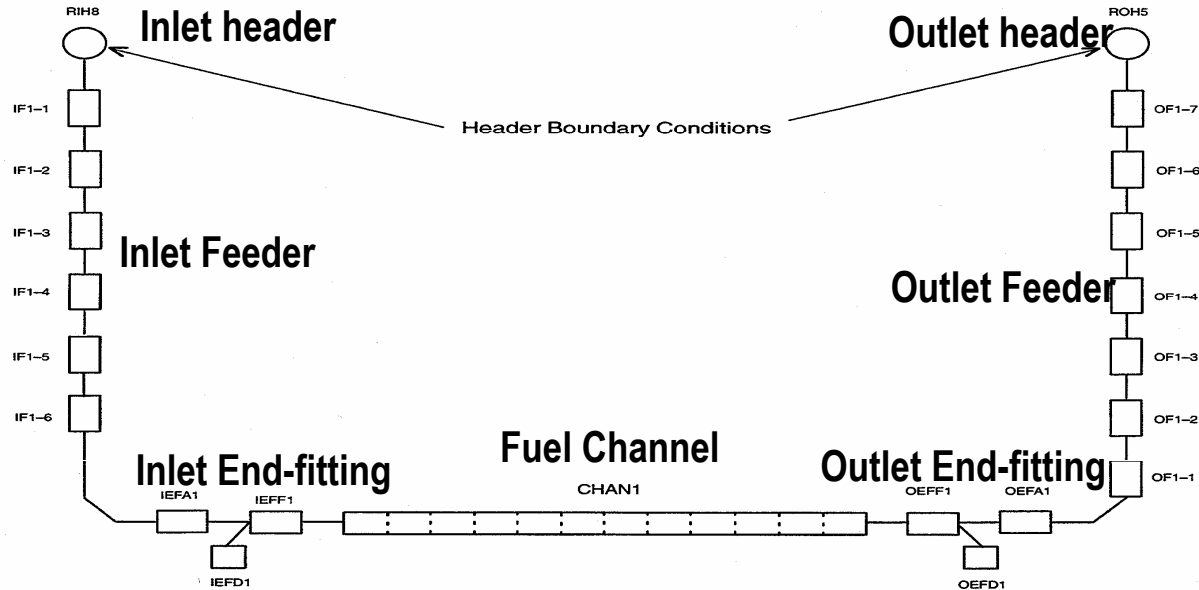 RIH8
Inlet header
Outlet header
ROH5
IF1-1
OF1-7
Header Boundary Conditions
IF1-2
OF1-6
IF1-3
Inlet Feeder
OF1-5
IF1-4
Outlet Feeder
OF1-4
IF1-5
OF1-3
IF1-6
OF1-2
Fuel Channel
Inlet End-fitting
Outlet End-fitting
OF1-1
IEFA1
IEFF1
CHAN1
OEFF1
OEFA1
IEFD1
OEFD1